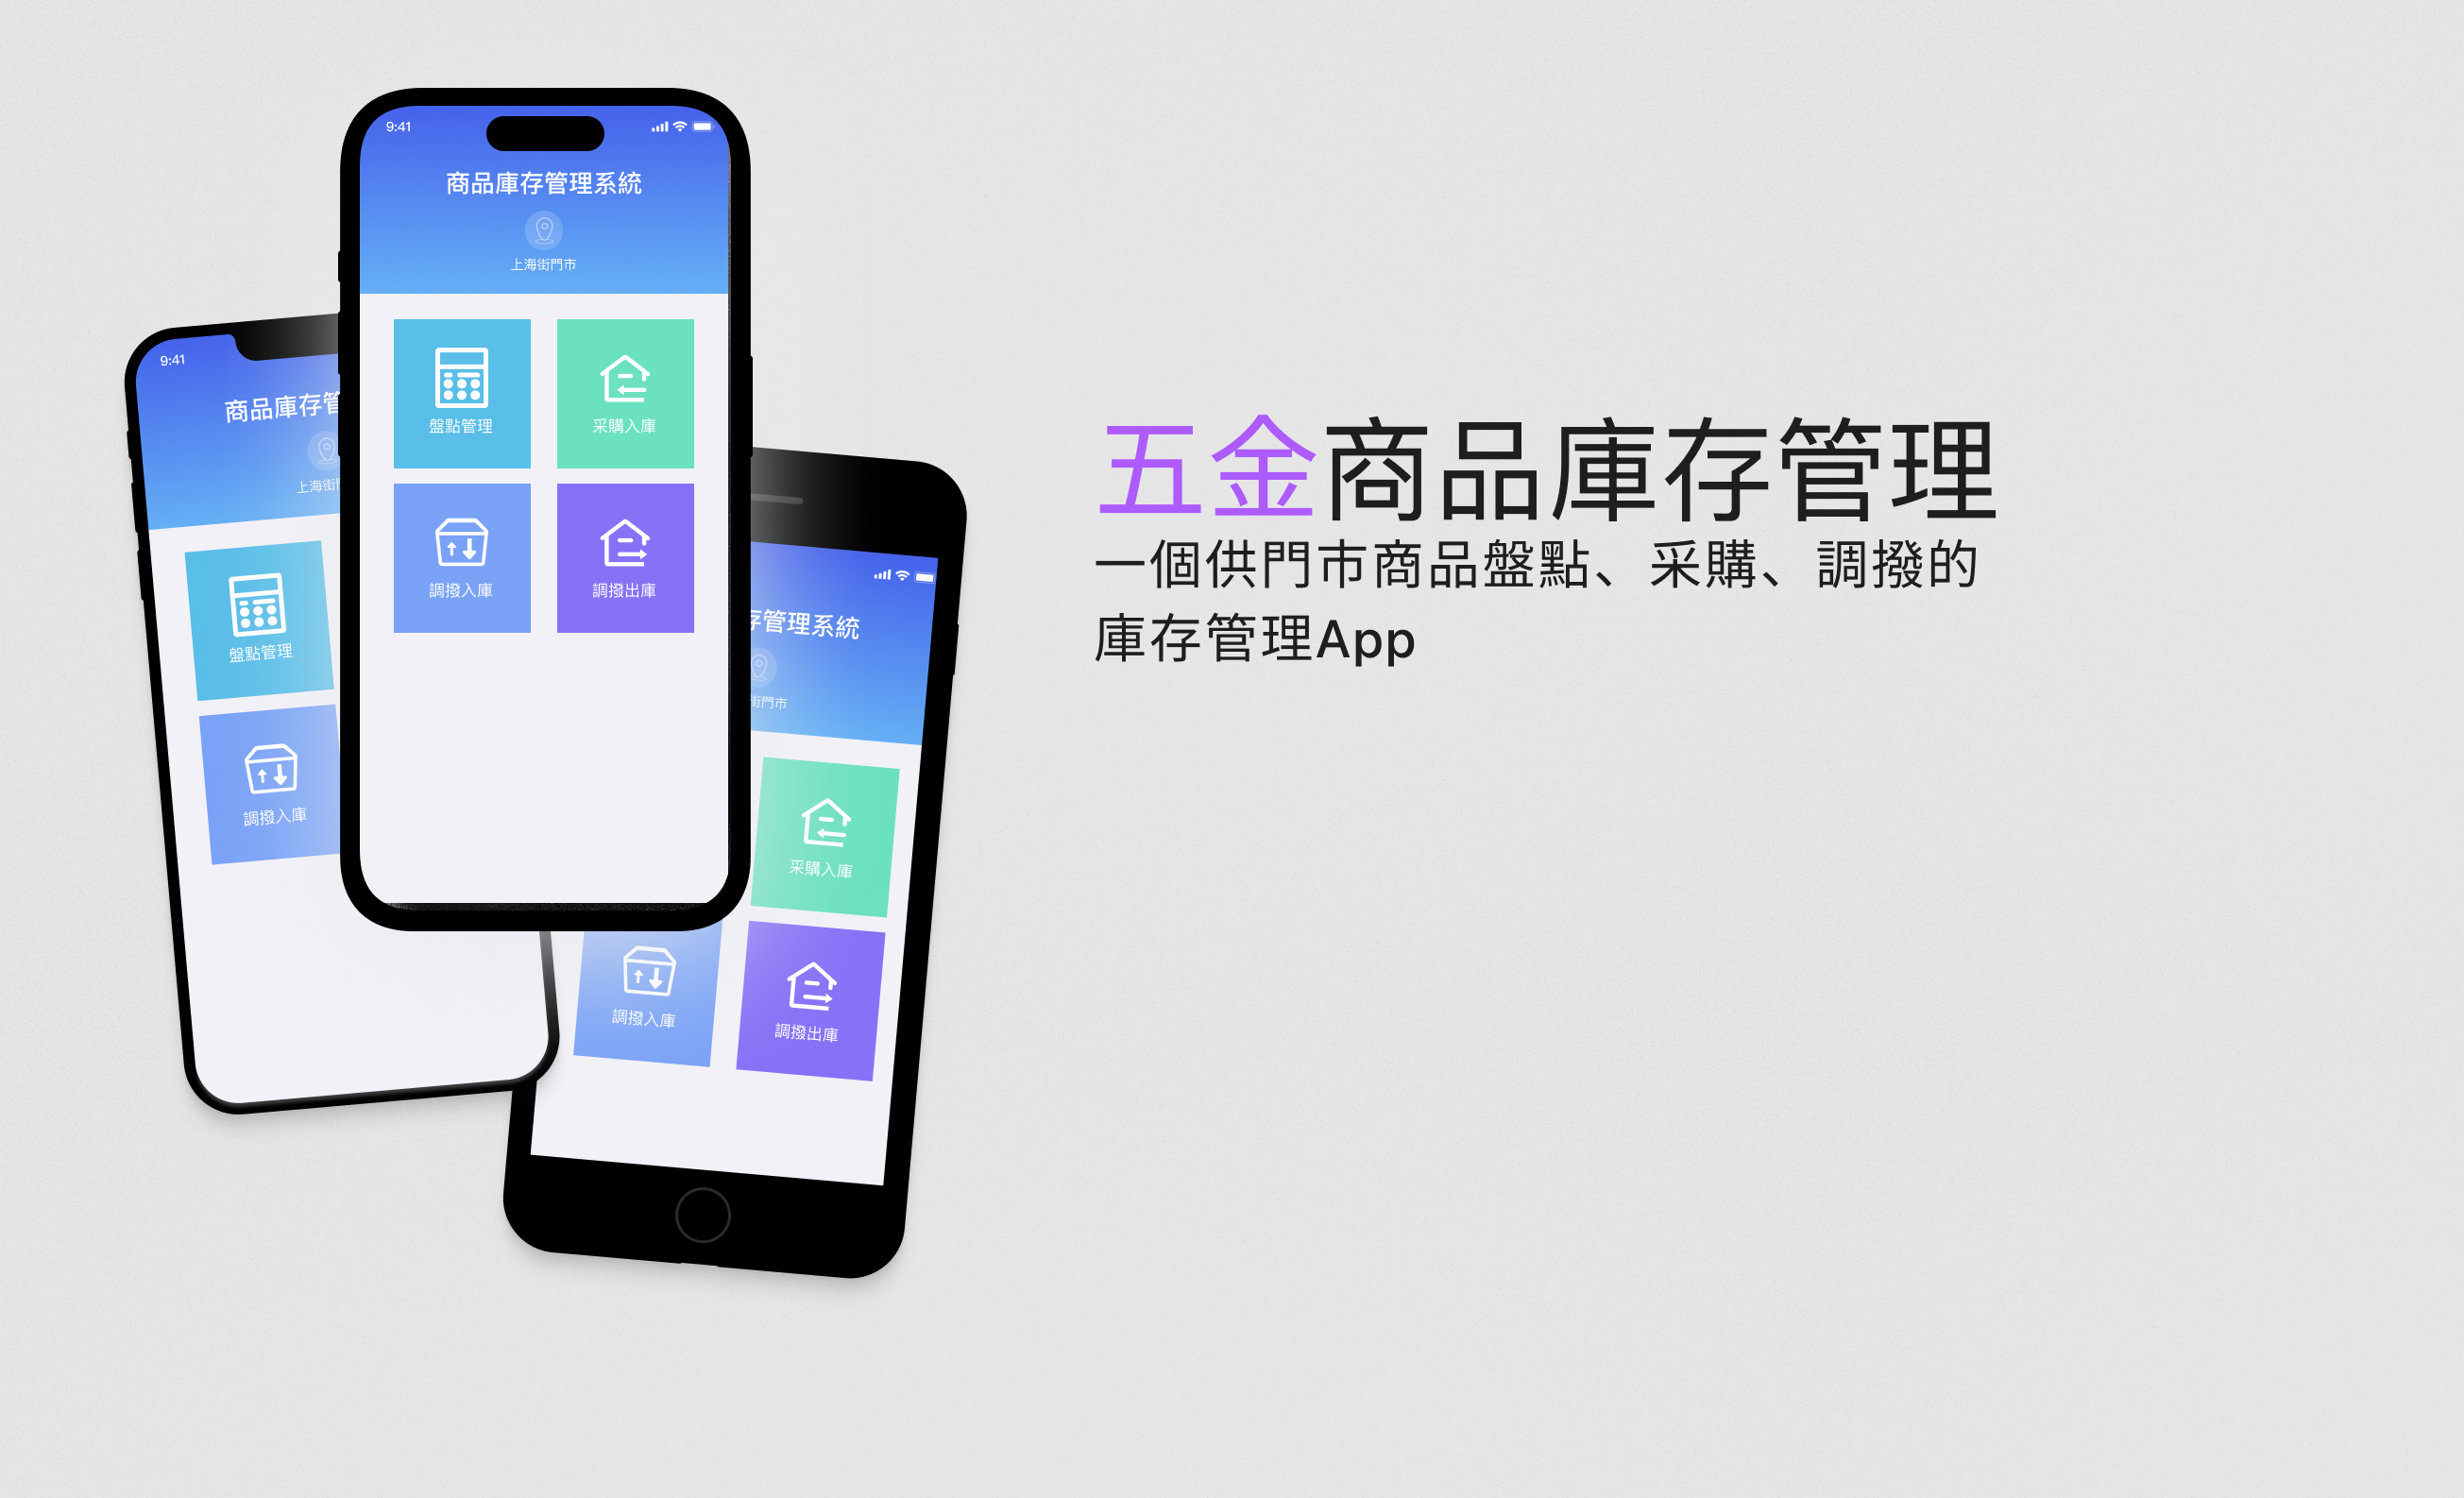 9:41
商品庫存管理系統
上海街門市
盤點管理
采購入庫
調撥入庫
調撥出庫
9:41
商品庫存管
上海街
盤點管理
調撥入庫
存管理系統
街門市
采購入庫
調撥入庫
調撥出庫
五金商品庫存管理
一個供門市商品盤點、采購、調撥的
庫存管理App